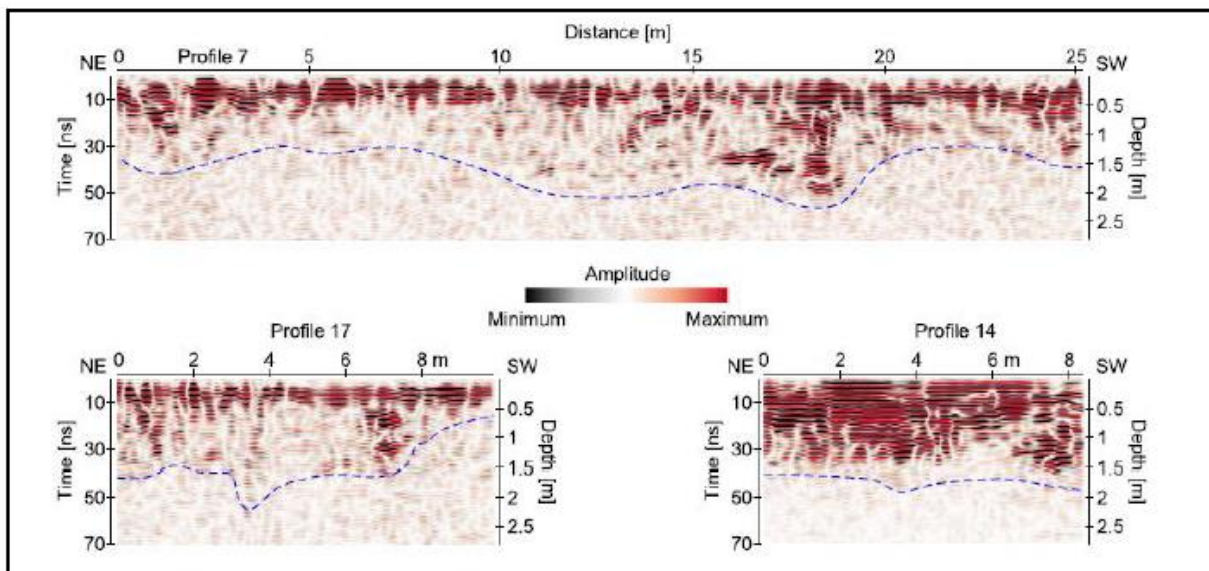 Distance [m]
NE 0 Profile 7 5 10 15 20 25 SW
Time [ns]
10
30
50
70
0.5
1
1.5
2
2.5
Depth [m]
Amplitude
Minimum Maximum
Profile 17
NE 0 2 4 6 8 m SW
Time [ns]
10
30
50
70
0.5
1
1.5
2
2.5
Depth [m]
Profile 14
NE 0 2 4 6 m 8 SW
Time [ns]
10
30
50
70
0.5
1
1.5
2
2.5
Depth [m]